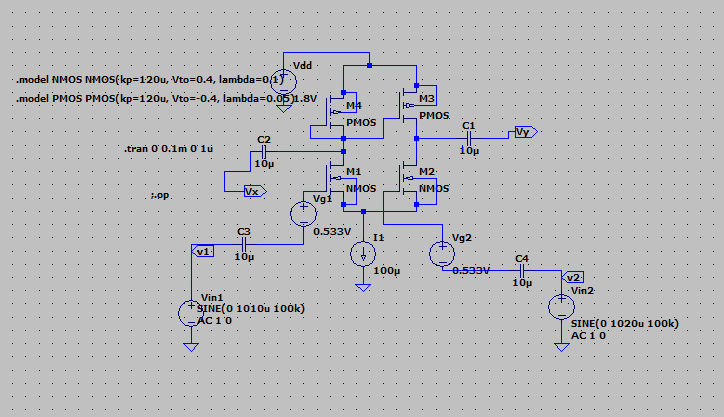 Vdd
.model NMOS NMOS(kp=120u, Vto=0.4, lambda=0.1)
.model PMOS PMOS(kp=120u, Vto=-0.4, lambda=0.05)
1.8V
M4
M3
PMOS
PMOS
C1
Vy
10µ
.tran 0 0.1m 0 1u
C2
10µ
M1
M2
Vx
NMOS
NMOS
;.op
Vg1
0.533V
C3
I1
Vg2
v1
10µ
100µ
0.533V
C4
v2
10µ
Vin1
SINE(0 1010u 100k)
AC 1 0
Vin2
SINE(0 1020u 100k)
AC 1 0